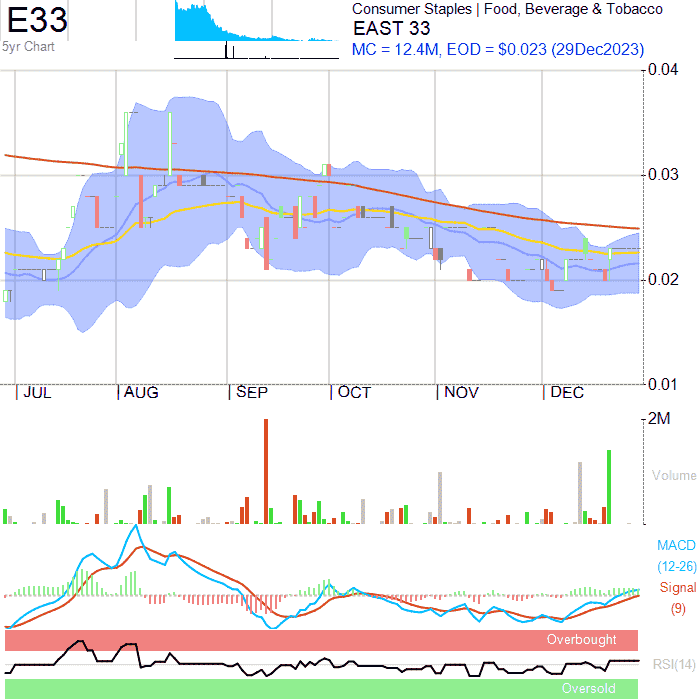 E33
5yr Chart
Consumer Staples | Food, Beverage & Tobacco
EAST 33
MC = 12.4M, EOD = $0.023 (29Dec2023)
0.04
0.03
0.02
0.01
JUL AUG SEP OCT NOV DEC
2M
Volume
MACD
(12-26)
Signal
(9)
Overbought
RSI(14)
Oversold